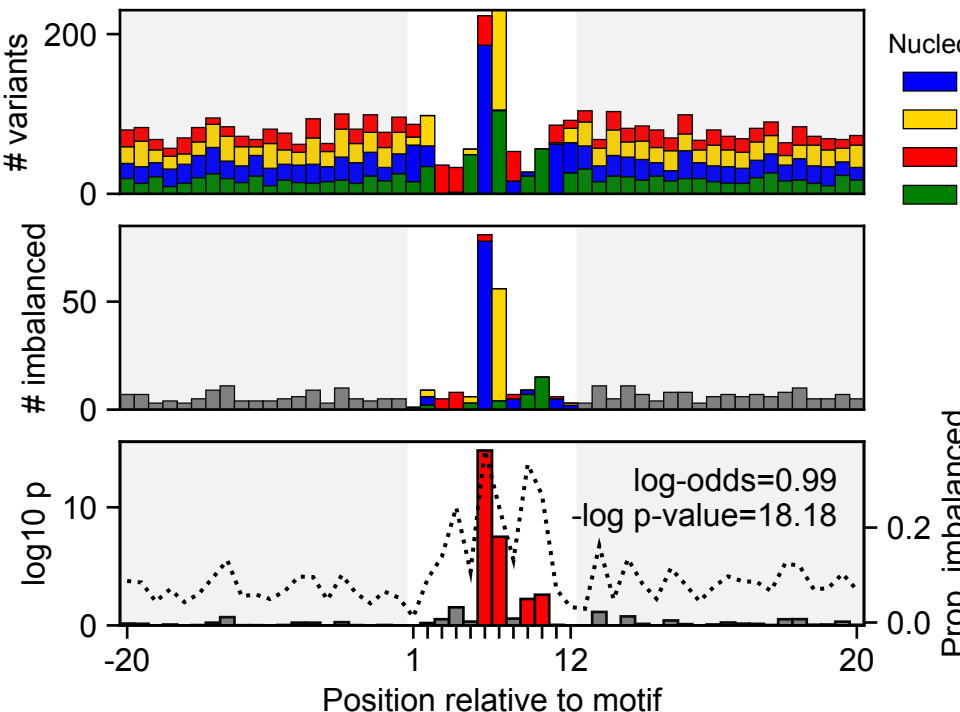 # variants
200
0
Nucleo
# imbalanced
50
0
log10 p
10
0
log-odds=0.99
-log p-value=18.18
0.2
0.0
Prop. imbalanced
-20
1
12
20
Position relative to motif